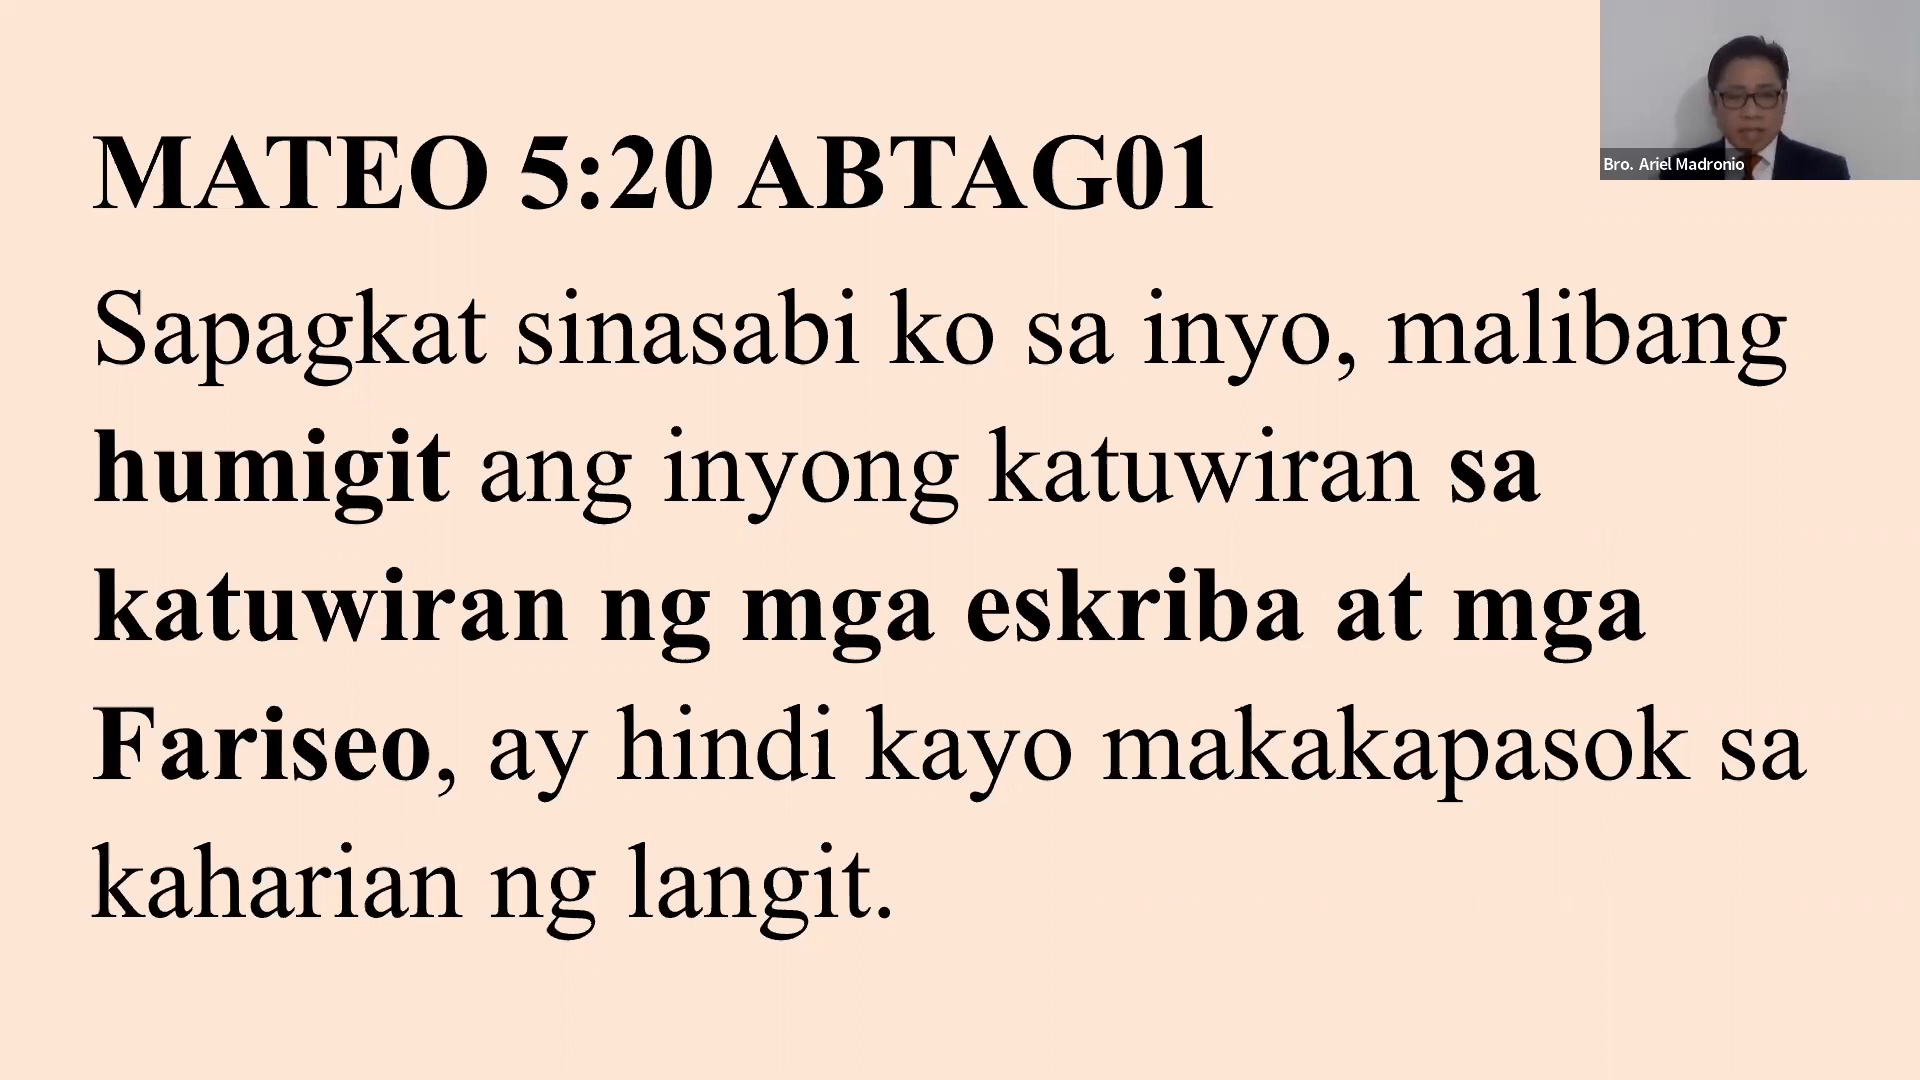 MATEO 5:20 ABTAG01
Bro. Ariel Madronio
Sapagkat sinasabi ko sa inyo, malibang
humigit ang inyong katuwiran sa
katuwiran ng mga eskriba at mga
Fariseo, ay hindi kayo makakapasok sa
kaharian ng langit.